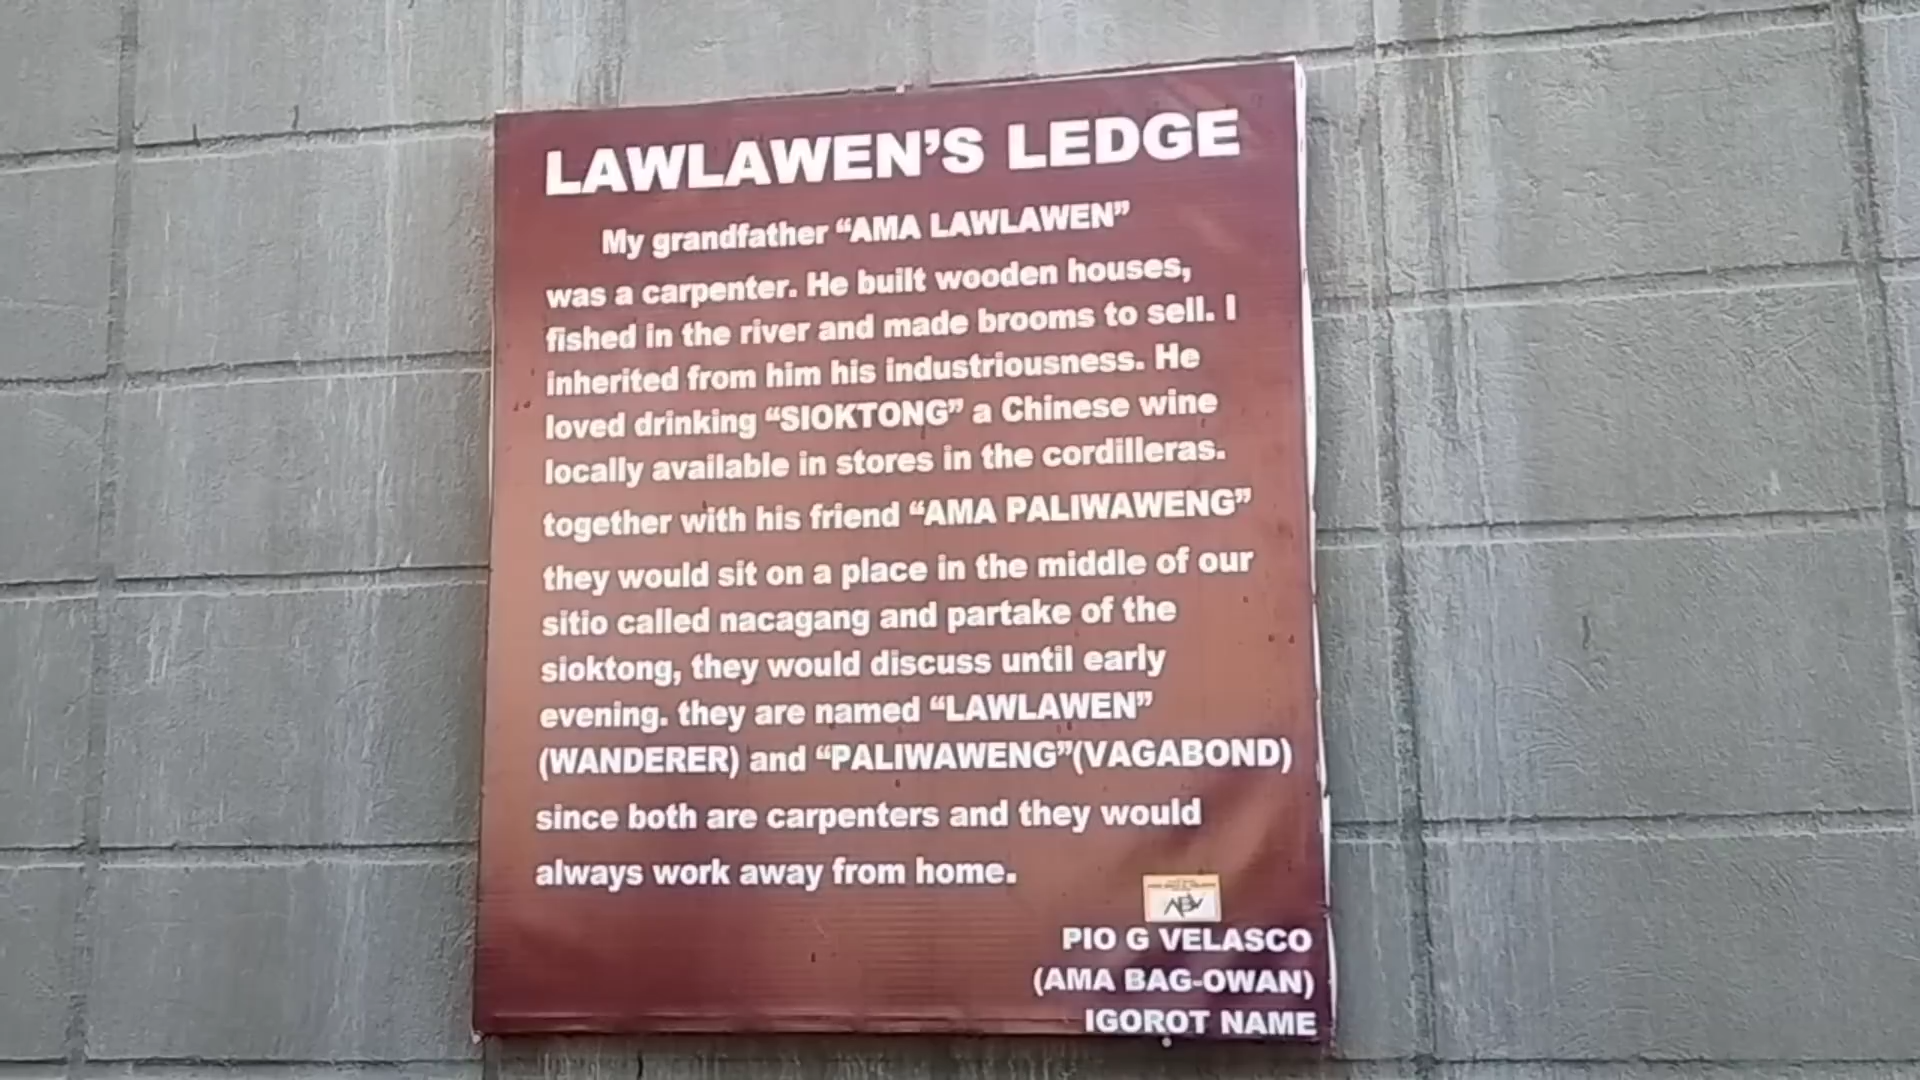 LAWLAWEN'S LEDGE
My grandfather “AMA LAWLAWEN”
was a carpenter. He built wooden houses,
fished in the river and made brooms to sell. I
inherited from him his industriousness. He
loved drinking “SIOKTONG” a Chinese wine
locally available in stores in the cordilleras.
together with his friend “AMA PALIWAWENG”
they would sit on a place in the middle of our
sitio called nacagang and partake of the
sioktong, they would discuss until early
evening. they are named “LAWLAWEN”
(WANDERER) and “PALIWAWENG”(VAGABOND)
since both are carpenters and they would
always work away from home.
PIO G VELASCO
(AMA BAG-OWAN)
IGOROT NAME